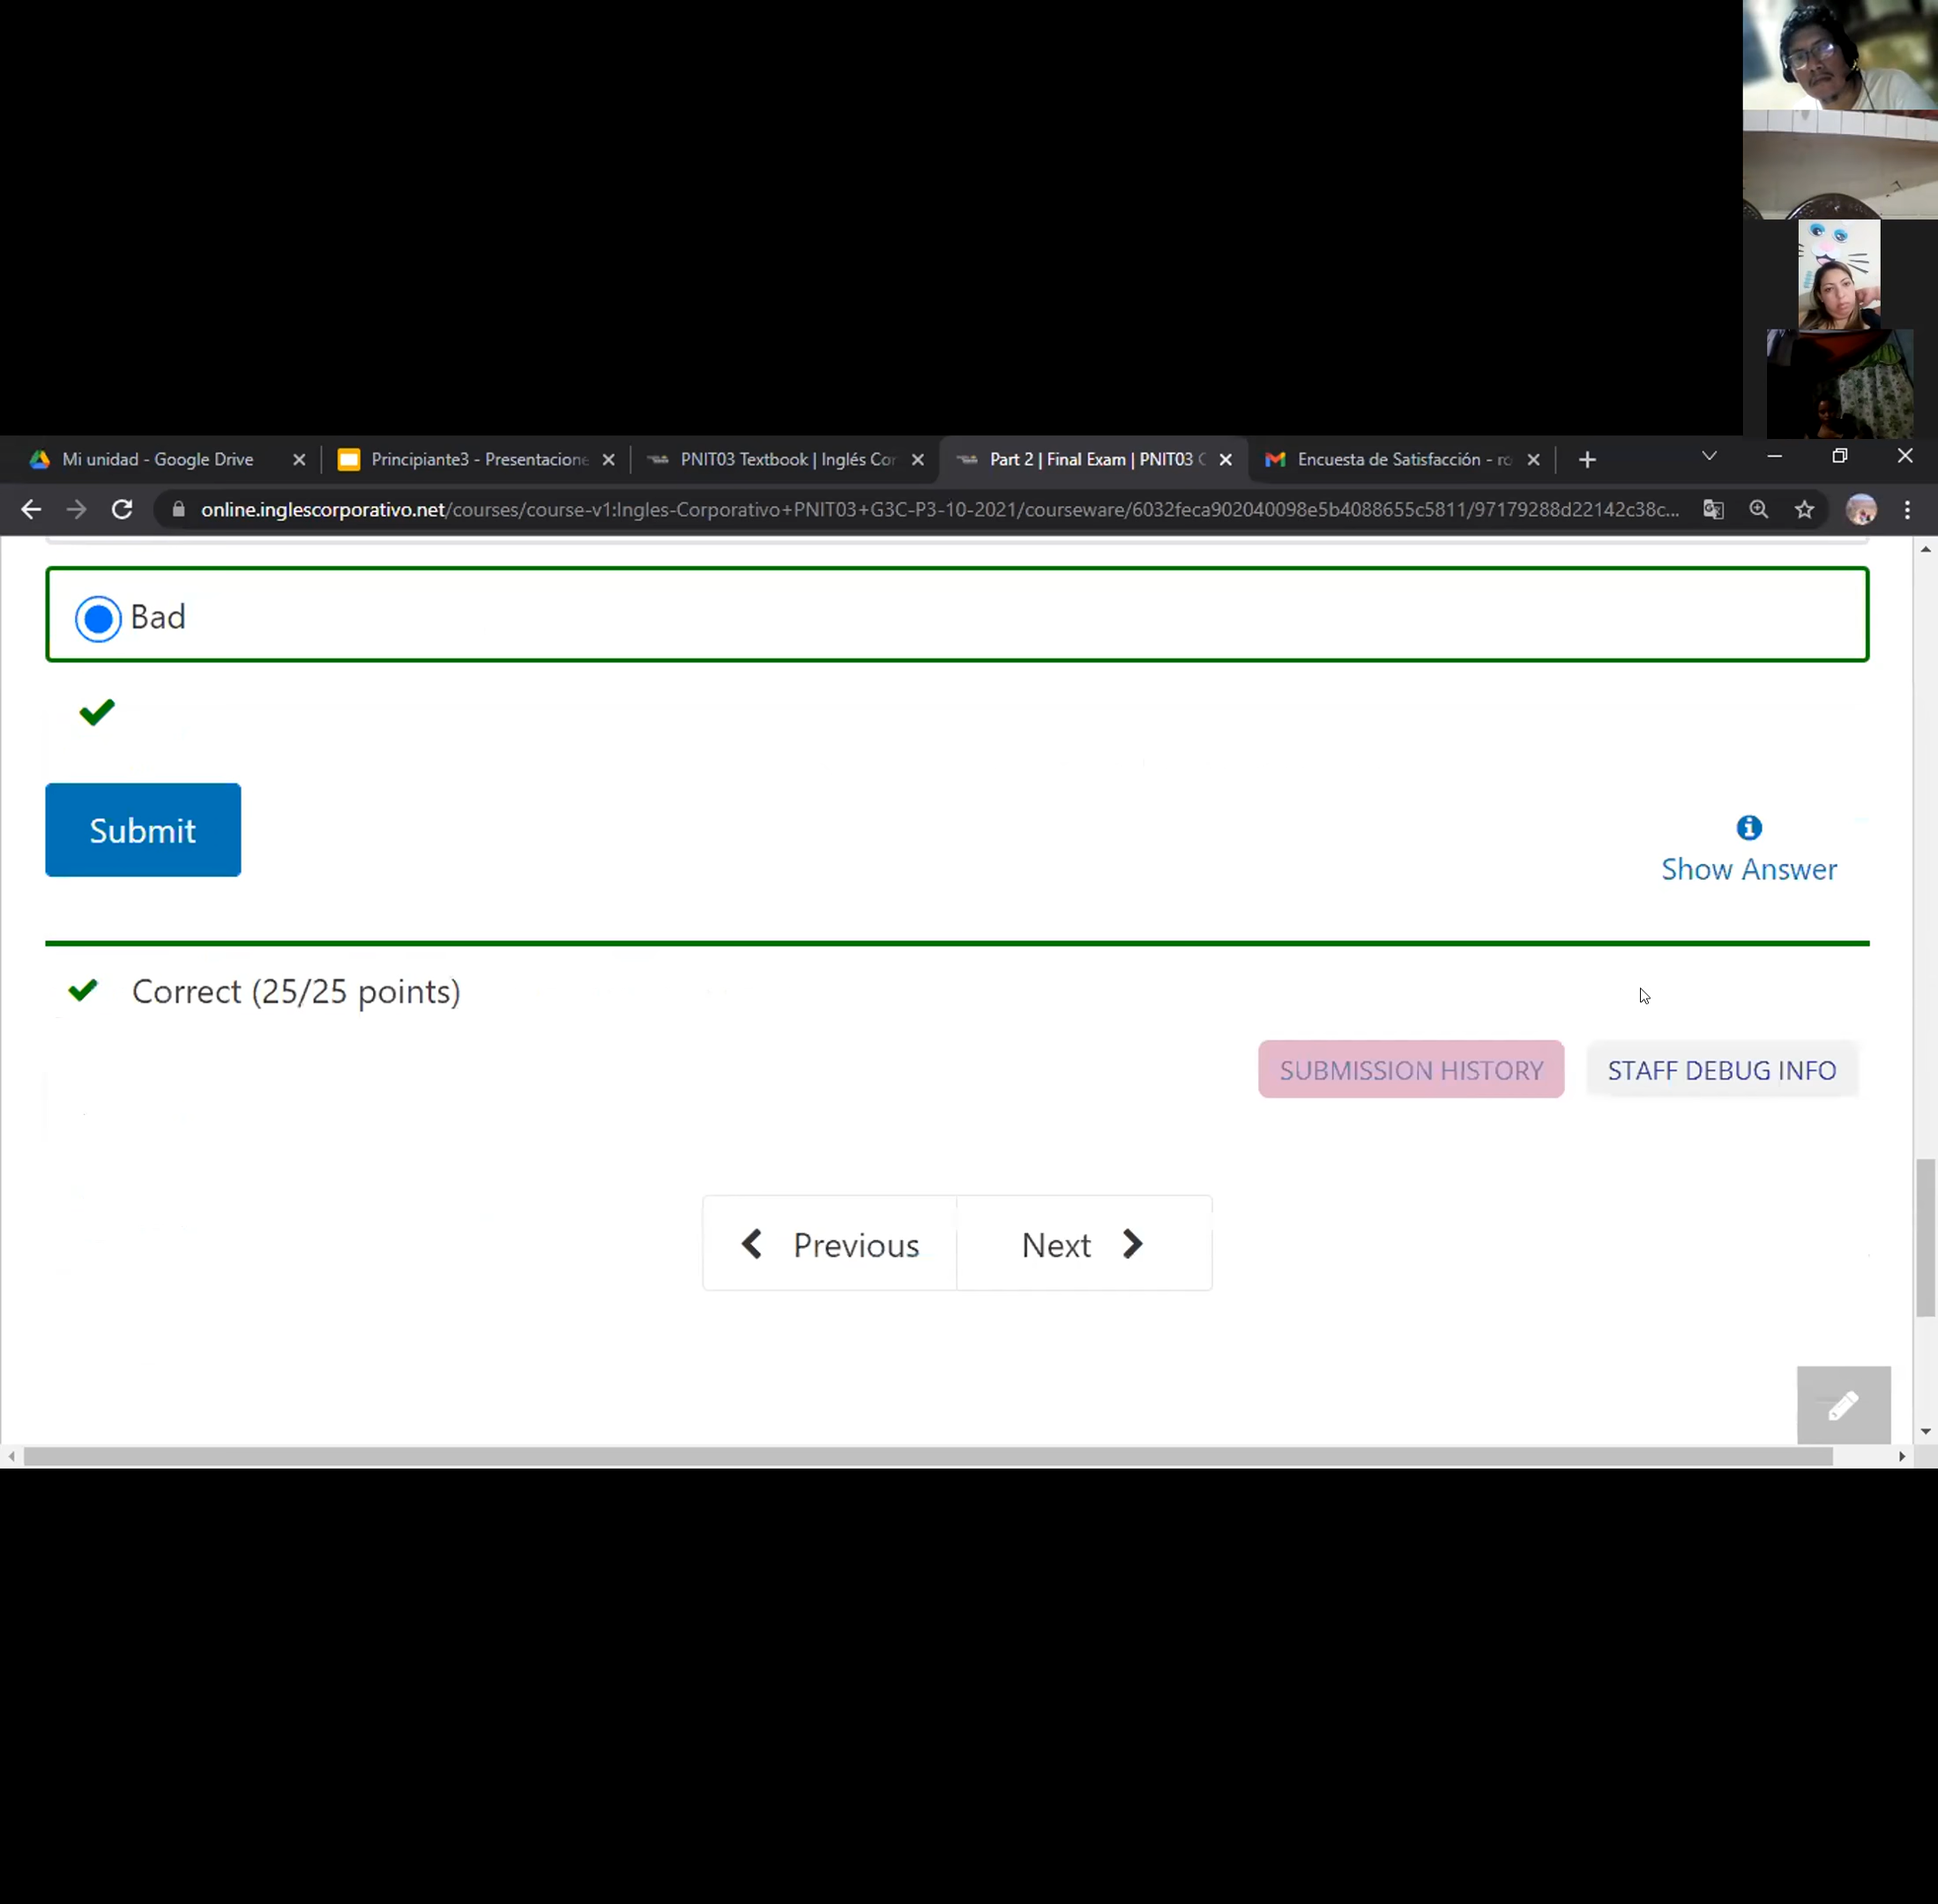 Mi unidad - Google Drive
Principiante3 - Presentacione
PNIT03 Textbook | Inglés Cor
Part 2 | Final Exam | PNIT03 C
Encuesta de Satisfacción - ro
online.inglescorporativo.net/courses/course-v1:Ingles-Corporativo+PNIT03+G3C-P3-10-2021/courseware/6032feca902040098e5b4088655c5811/97179288d22142c38c...
Bad
Submit
Show Answer
Correct (25/25 points)
SUBMISSION HISTORY
STAFF DEBUG INFO
Previous
Next